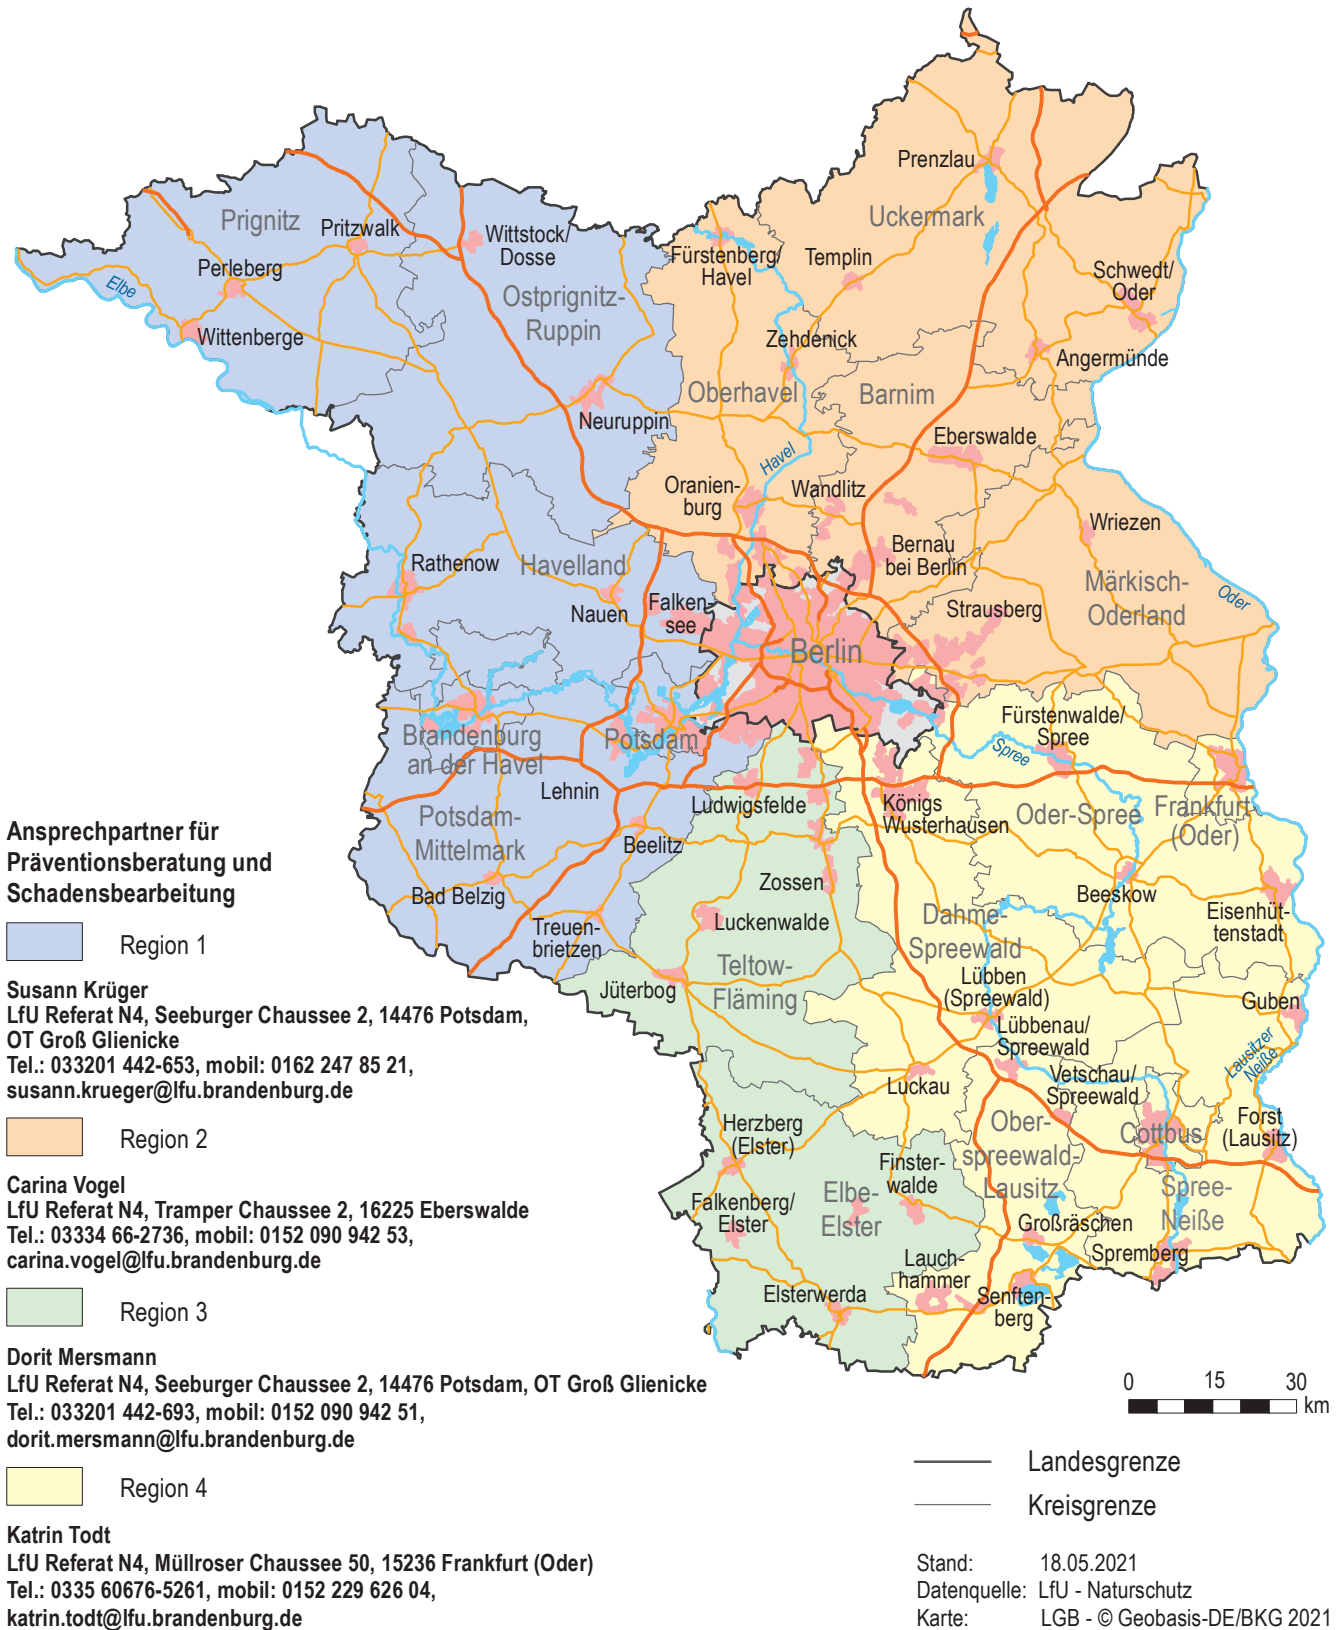 Prenzlau
Uckermark
Prignitz
Pritzwalk
Wittstock/
Dosse
Fürstenberg/
Havel
Templin
Perleberg
Schwedt/
Oder
Elbe
Ostprignitz-
Ruppin
Wittenberge
Zehdenick
Angermünde
Oberhavel
Barnim
Neuruppin
Eberswalde
Havel
Oranien-
burg
Wandlitz
Wriezen
Bernau
bei Berlin
Rathenow
Havelland
Märkisch-
Oderland
Oder
Nauen
Falken-
see
Strausberg
Berlin
Fürstenwalde/
Spree
Brandenburg
an der Havel
Potsdam
Spree
Lehnin
Ludwigsfelde
Königs
Wusterhausen
Oder-Spree
Frankfurt
(Oder)
Potsdam-
Mittelmark
Beelitz
Zossen
Bad Belzig
Beeskow
Eisenhüt-
tenstadt
Treuen-
brietzen
Luckenwalde
Dahme-
Spreewald
Jüterbog
Teltow-
Fläming
Lübben
(Spreewald)
Guben
Lübbenau/
Spreewald
Lausitzer
Neiße
Luckau
Vetschau/
Spreewald
Herzberg
(Elster)
Ober-
spreewald-
Lausitz
Cottbus
Forst
(Lausitz)
Finster-
walde
Falkenberg/
Elster
Elbe-
Elster
Spree-
Neiße
Großräschen
Spremberg
Lauch-
hammer
Elsterwerda
Senften-
berg
Ansprechpartner für
Präventionsberatung und
Schadensbearbeitung
Region 1
Susann Krüger
LfU Referat N4, Seeburger Chaussee 2, 14476 Potsdam,
OT Groß Glienicke
Tel.: 033201 442-653, mobil: 0162 247 85 21,
susann.krueger@lfu.brandenburg.de
Region 2
Carina Vogel
LfU Referat N4, Tramper Chaussee 2, 16225 Eberswalde
Tel.: 03334 66-2736, mobil: 0152 090 942 53,
carina.vogel@lfu.brandenburg.de
Region 3
Dorit Mersmann
LfU Referat N4, Seeburger Chaussee 2, 14476 Potsdam, OT Groß Glienicke
Tel.: 033201 442-693, mobil: 0152 090 942 51,
dorit.mersmann@lfu.brandenburg.de
Region 4
Katrin Todt
LfU Referat N4, Müllroser Chaussee 50, 15236 Frankfurt (Oder)
Tel.: 0335 60676-5261, mobil: 0152 229 626 04,
katrin.todt@lfu.brandenburg.de
0 15 30
km
Landesgrenze
Kreisgrenze
Stand: 18.05.2021
Datenquelle: LfU - Naturschutz
Karte: LGB - © Geobasis-DE/BKG 2021